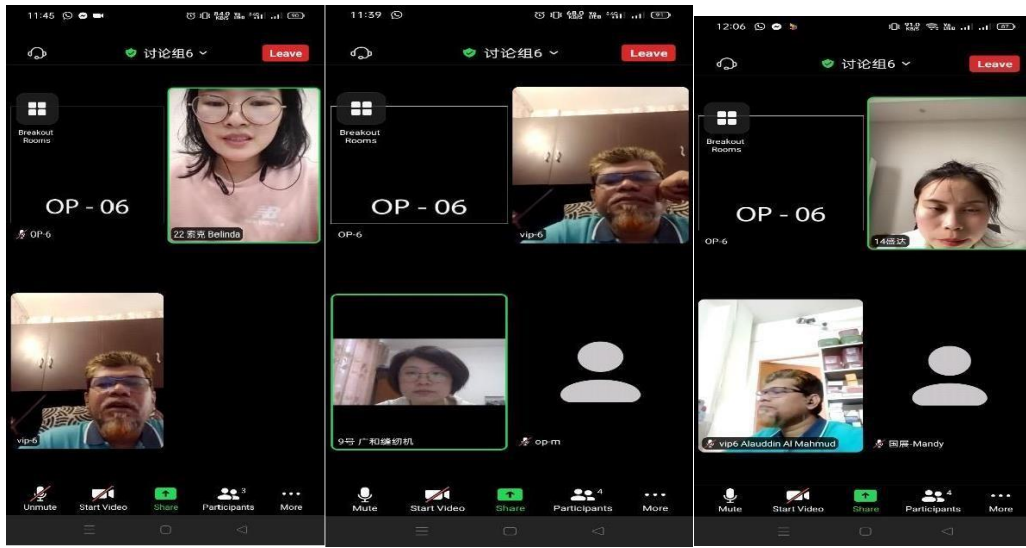 11:45
讨论组6
Leave
Breakout
Rooms
OP - 06
OP-6
22 索克 Belinda
vip-6
Unmute
Start Video
Share
Participants
3
More
11:39
讨论组6
Leave
Breakout
Rooms
OP - 06
OP-6
vip-6
9号 广和缝纫机
op-m
Mute
Start Video
Share
Participants
4
More
12:06
讨论组6
Leave
Breakout
Rooms
OP - 06
OP-6
14盛达
vip6 Alauddin Al Mahmud
国展-Mandy
Mute
Start Video
Share
Participants
4
More